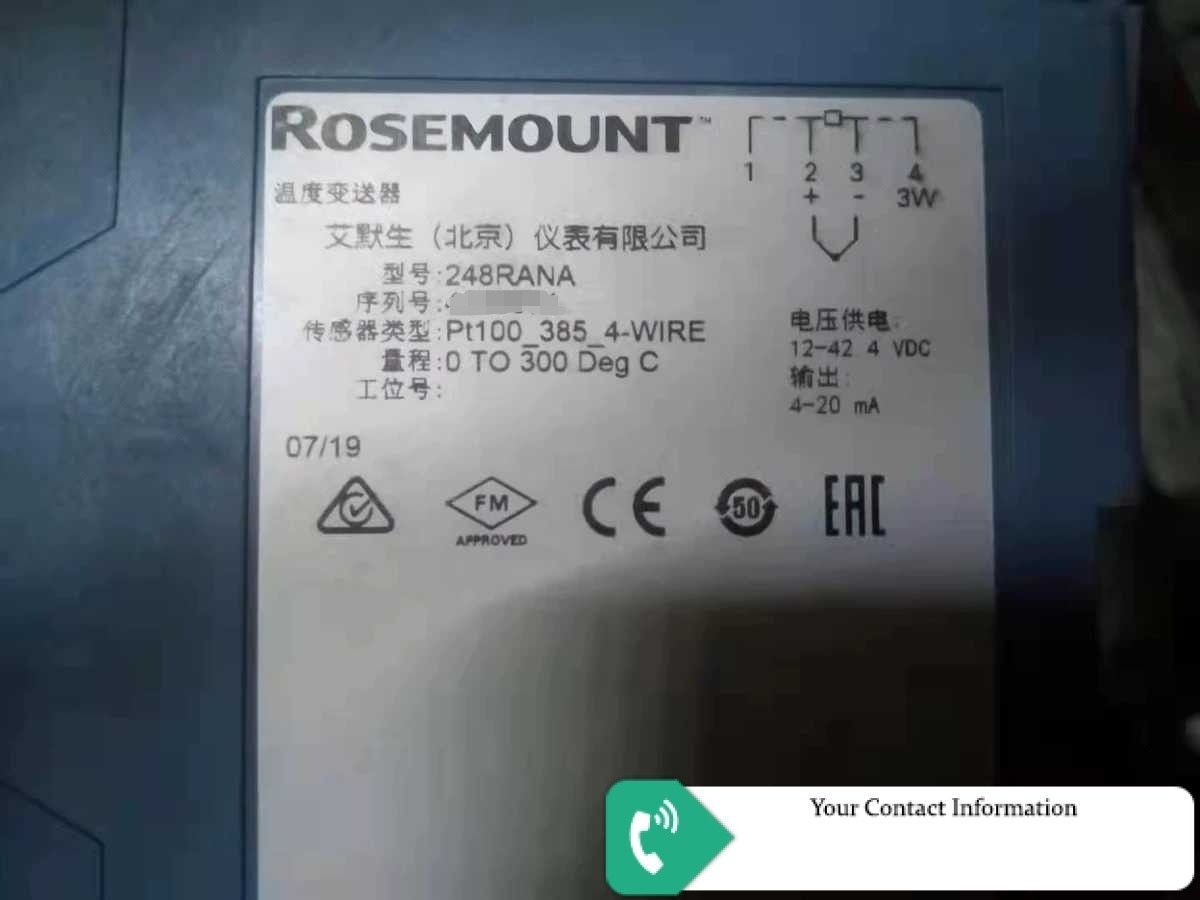 ROSEMOUNT™
温度变送器
艾默生（北京）仪表有限公司
型号:248RANA
序列号:
传感器类型:Pt100_385_4-WIRE
量程:0 TO 300 Deg C
工位号:
07/19
1 2 3 4
+ - 3W
电压供电:
12-42.4 VDC
输出:
4-20 mA
FM
APPROVED
CE
50
EAC
Your Contact Information